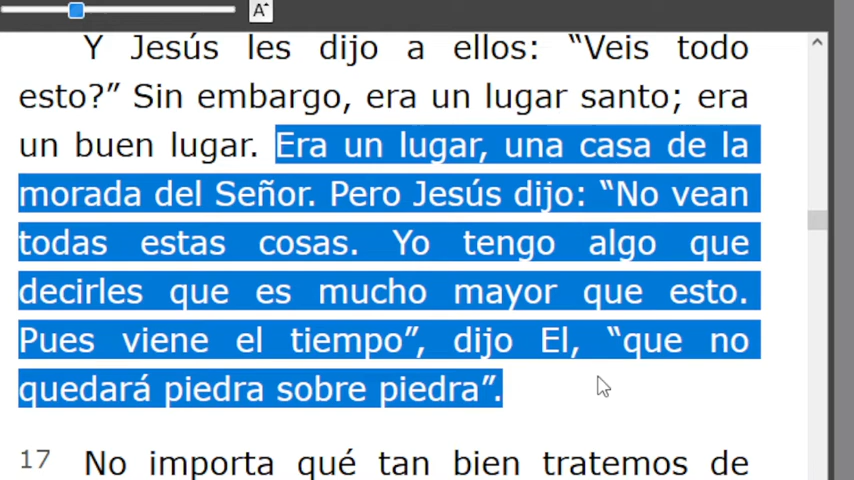 A
Y Jesús les dijo a ellos: “Veis todo
esto?” Sin embargo, era un lugar santo; era
un buen lugar. Era un lugar, una casa de la
morada del Señor. Pero Jesús dijo: “No vean
todas estas cosas. Yo tengo algo que
decirles que es mucho mayor que esto.
Pues viene el tiempo”, dijo El, “que no
quedará piedra sobre piedra”.
17 No importa qué tan bien tratemos de